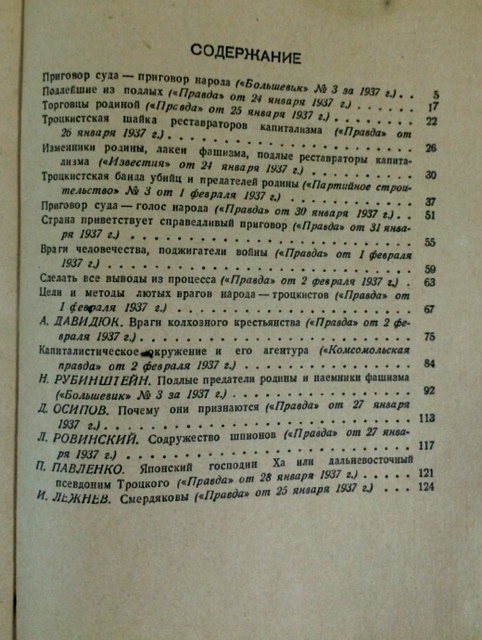 СОДЕРЖАНИЕ
Приговор суда — приговор народа («Большевик» № 3 за 1937 г.) . . 5
Подлейшие из подлых («Правда» от 24 января 1937 г.) . . . . . . 17
Торговцы родиной («Правда» от 25 января 1937 г.) . . . . . . . . 22
Троцкистская шайка реставраторов капитализма («Правда» от
26 января 1937 г.) . . . . . . . . . . . . . . . . . . . 26
Изменники родины, лакеи фашизма, подлые реставраторы капита-
лизма («Известия» от 24 января 1937 г.) . . . . . . . . . . 30
Троцкистская банда убийц и предателей родины («Партийное строи-
тельство» № 3 от 1 февраля 1937 г.) . . . . . . . . . . . 37
Приговор суда — голос народа («Правда» от 30 января 1937 г.) . . 51
Страна приветствует справедливый приговор («Правда» от 31 янва-
ря 1937 г.) . . . . . . . . . . . . . . . . . . . . . . 55
Враги человечества, поджигатели войны («Правда» от 1 февраля
1937 г.) . . . . . . . . . . . . . . . . . . . . . . . 59
Сделать все выводы из процесса («Правда» от 2 февраля 1937 г.) . 63
Цели и методы лютых врагов народа — троцкистов («Правда» от
1 февраля 1937 г.) . . . . . . . . . . . . . . . . . . . 67
А. ДАВИДЮК. Враги колхозного крестьянства («Правда» от 2 фе-
враля 1937 г.) . . . . . . . . . . . . . . . . . . . . . 75
Капиталистическое окружение и его агентура («Комсомольская
правда» от 2 февраля 1937 г.) . . . . . . . . . . . . . . 84
Н. РУБИНШТЕЙН. Подлые предатели родины и наемники фашизма
(«Большевик» № 3 за 1937 г.) . . . . . . . . . . . . . . 92
Д. ОСИПОВ. Почему они признаются («Правда» от 27 января
1937 г.) . . . . . . . . . . . . . . . . . . . . . . . 113
Л. РОВИНСКИЙ. Содружество шпионов («Правда» от 27 янва-
ря 1937 г.) . . . . . . . . . . . . . . . . . . . . . . 117
П. ПАВЛЕНКО. Японский господин Ха или дальневосточный
псевдоним Троцкого («Правда» от 28 января 1937 г.) . . . . . 121
И. ЛЕЖНЕВ. Смердяковы («Правда» от 25 января 1937 г.) . . . 124